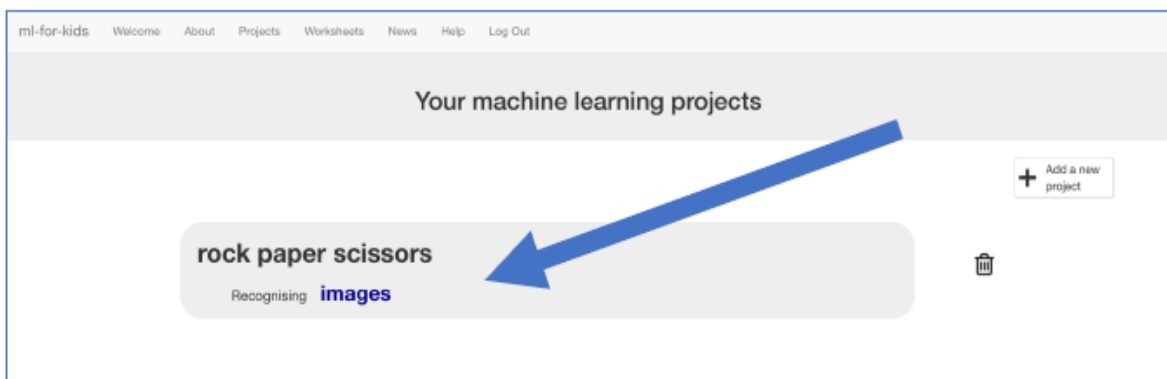 ml-for-kids Welcome About Projects Worksheets News Help Log Out
Your machine learning projects
Add a new
project
rock paper scissors
Recognising images